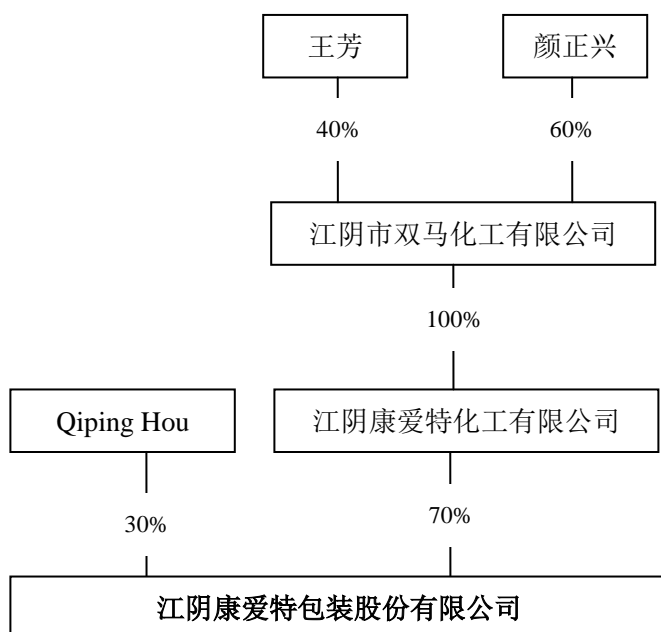 王芳 颜正兴
40% 60%
江阴市双马化工有限公司
100%
Qiping Hou 江阴康爱特化工有限公司
30% 70%
江阴康爱特包装股份有限公司